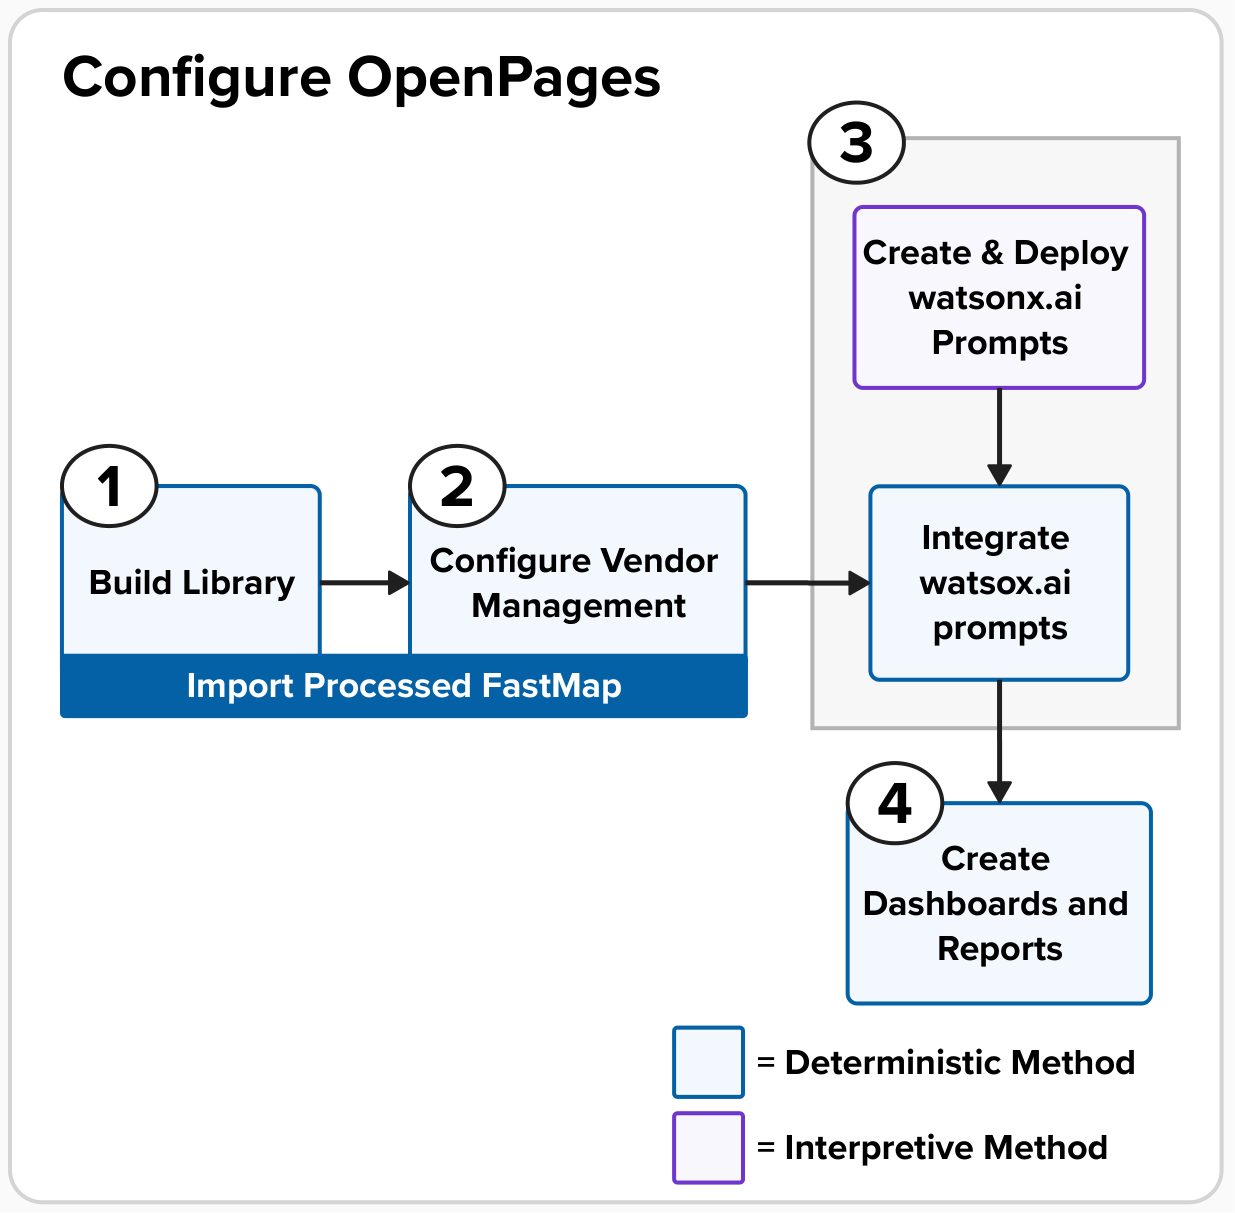 Configure OpenPages
3
Create & Deploy
watsonx.ai
Prompts
1
Build Library
2
Configure Vendor
Management
Integrate
watsox.ai
prompts
Import Processed FastMap
4
Create
Dashboards and
Reports
= Deterministic Method
= Interpretive Method